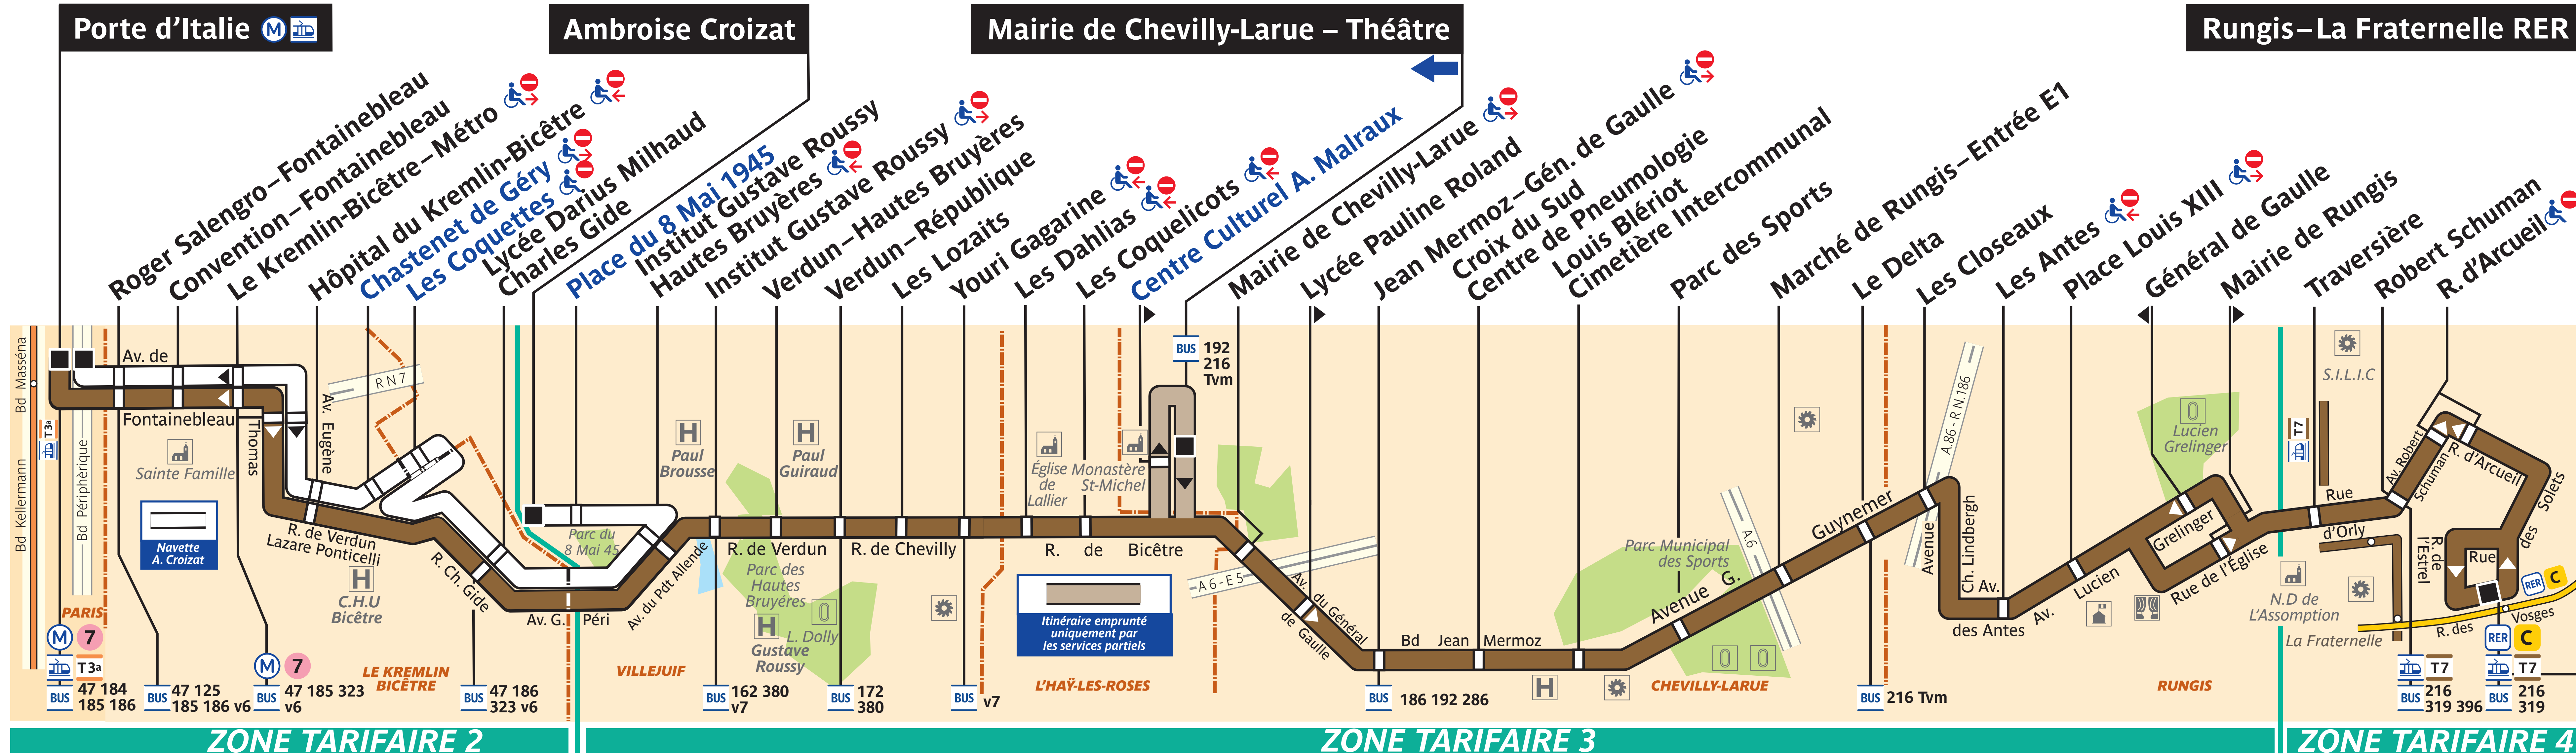 Porte d'Italie M
Ambroise Croizat
Mairie de Chevilly-Larue – Théâtre
Rungis–La Fraternelle RER
Roger Salengro–Fontainebleau
Convention–Fontainebleau
Le Kremlin-Bicêtre–Métro
Hôpital du Kremlin-Bicêtre
Chastenet de Géry
Les Coquettes
Lycée Darius Milhaud
Charles Gide
Place du 8 Mai 1945
Institut Gustave Roussy
Hautes Bruyères
Institut Gustave Roussy
Verdun–Hautes Bruyères
Verdun–République
Les Lozaits
Youri Gagarine
Les Dahlias
Les Coquelicots
Centre Culturel A. Malraux
Mairie de Chevilly-Larue
Lycée Pauline Roland
Jean Mermoz–Gén. de Gaulle
Croix du Sud
Centre de Pneumologie
Louis Blériot
Cimetière Intercommunal
Parc des Sports
Marché de Rungis–Entrée E1
Le Delta
Les Closeaux
Les Antes
Place Louis XIII
Général de Gaulle
Mairie de Rungis
Traversière
Robert Schuman
R. d'Arcueil
Bd Masséna
Bd Kellermann
T3a
Bd Périphérique
Av. de
Fontainebleau
Thomas
Av. Eugène
RN7
Sainte Famille
Navette
A. Croizat
R. de Verdun
Lazare Ponticelli
H
C.H.U
Bicêtre
R. Ch. Gide
Av. G. Péri
Parc du
8 Mai 45
Av. du Pdt Allende
H
Paul
Brousse
H
Paul
Guiraud
R. de Verdun
R. de Chevilly
R. de Bicêtre
Parc des
Hautes
Bruyéres
H
L. Dolly
Gustave
Roussy
Église
de
Lallier
Monastère
St-Michel
BUS 192
216
Tvm
Itinéraire emprunté
uniquement par
les services partiels
A6-E5
Av. du Général
de Gaulle
Bd Jean Mermoz
H
Parc Municipal
des Sports
A6
Avenue G. Guynemer
A.86 - R N.186
Avenue
Ch. Lindbergh
Av.
des Antes
Av. Lucien
Grelinger
Rue de l'Église
Lucien
Grelinger
T7
S.I.L.I.C
Rue
d'Orly
N.D de
L'Assomption
La Fraternelle
Av. Robert
Schuman
R. d'Arcueil
des Solets
R. de
l'Estrel
Rue
R. des Vosges
RER C
PARIS
LE KREMLIN
BICÊTRE
VILLEJUIF
L'HAŸ-LES-ROSES
CHEVILLY-LARUE
RUNGIS
M 7
T3a
BUS 47 184
185 186
BUS 47 125
185 186 v6
M 7
BUS 47 185 323
v6
BUS 47 186
323 v6
BUS 162 380
v7
BUS 172
380
BUS v7
BUS 186 192 286
BUS 216 Tvm
T7
BUS 216
319 396
RER C
T7
BUS 216
319
ZONE TARIFAIRE 2
ZONE TARIFAIRE 3
ZONE TARIFAIRE 4